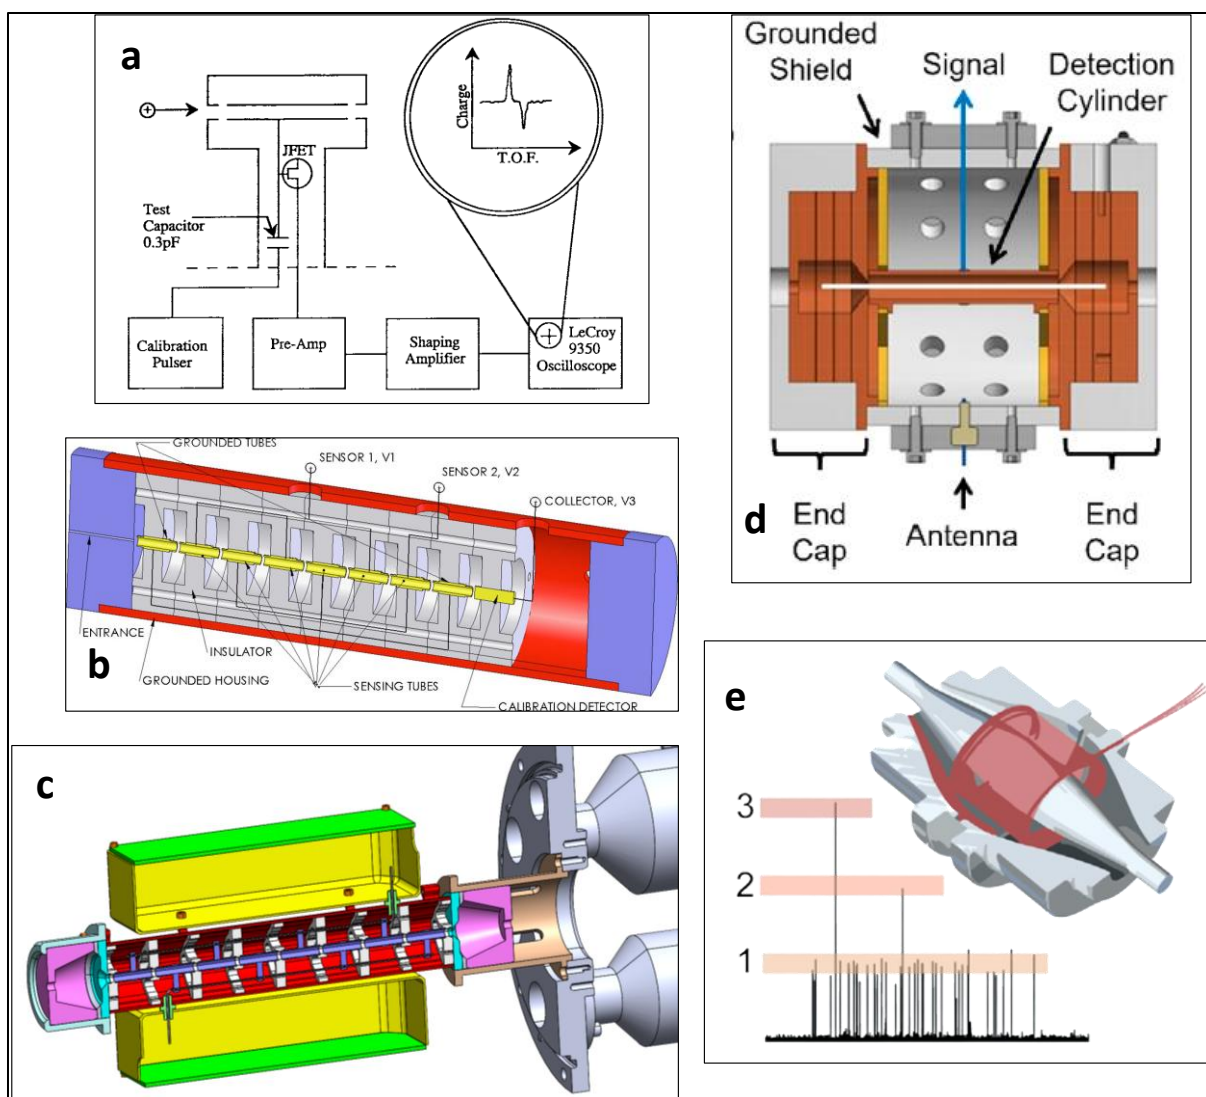 a
Charge
T.O.F.
JFET
Test
Capacitor
0.3pF
Calibration
Pulser
Pre-Amp
Shaping
Amplifier
LeCroy
9350
Oscilloscope
GROUNDED TUBES
SENSOR 1, V1
SENSOR 2, V2
COLLECTOR, V3
ENTRANCE
INSULATOR
b
GROUNDED HOUSING
SENSING TUBES
CALIBRATION DETECTOR
c
Grounded
Shield
Signal
Detection
Cylinder
d
End
Cap
Antenna
End
Cap
e
3
2
1